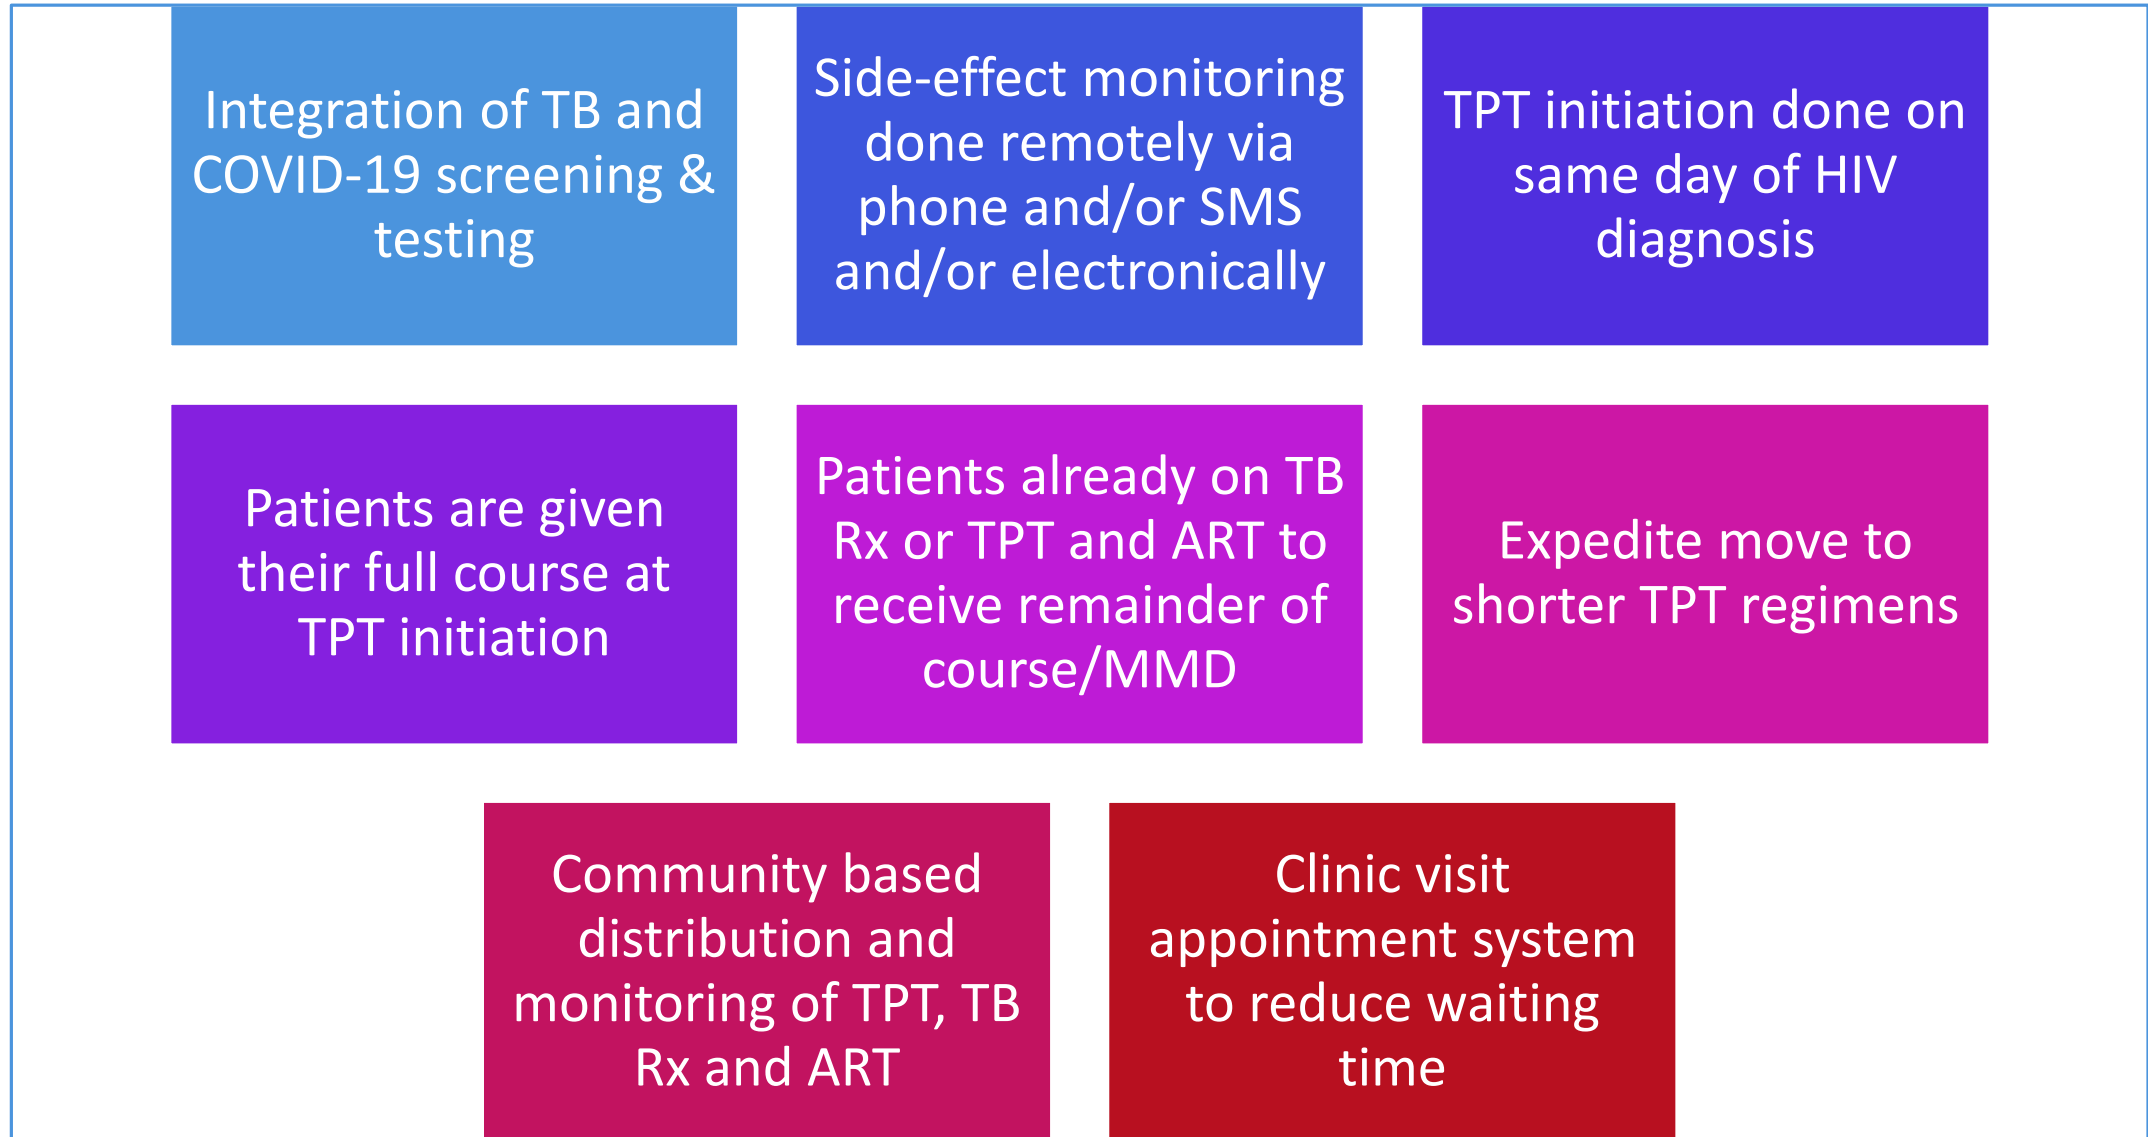 Integration of TB and
COVID-19 screening &
testing
Side-effect monitoring
done remotely via
phone and/or SMS
and/or electronically
TPT initiation done on
same day of HIV
diagnosis
Patients are given
their full course at
TPT initiation
Patients already on TB
Rx or TPT and ART to
receive remainder of
course/MMD
Expedite move to
shorter TPT regimens
Community based
distribution and
monitoring of TPT, TB
Rx and ART
Clinic visit
appointment system
to reduce waiting
time